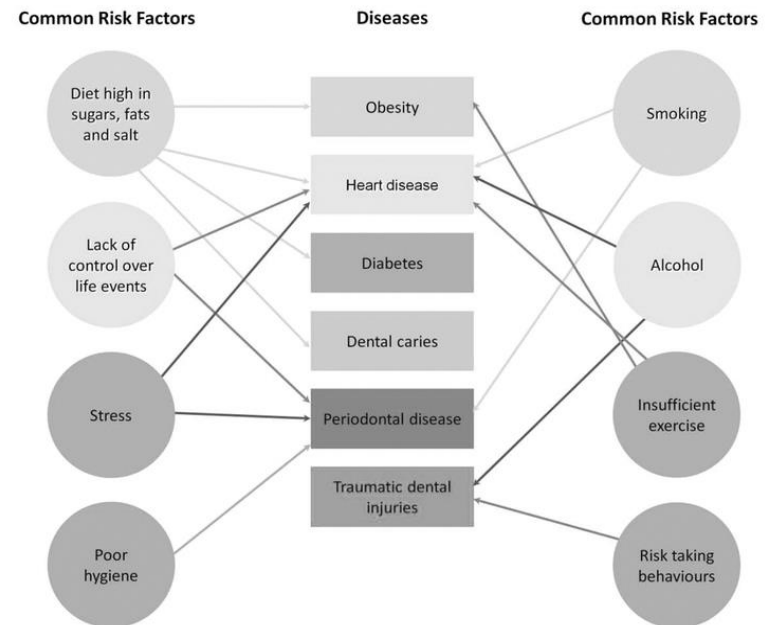 Common Risk Factors
Diseases
Common Risk Factors
Diet high in
sugars, fats
and salt
Lack of
control over
life events
Stress
Poor
hygiene
Obesity
Heart disease
Diabetes
Dental caries
Periodontal disease
Traumatic dental
injuries
Smoking
Alcohol
Insufficient
exercise
Risk taking
behaviours